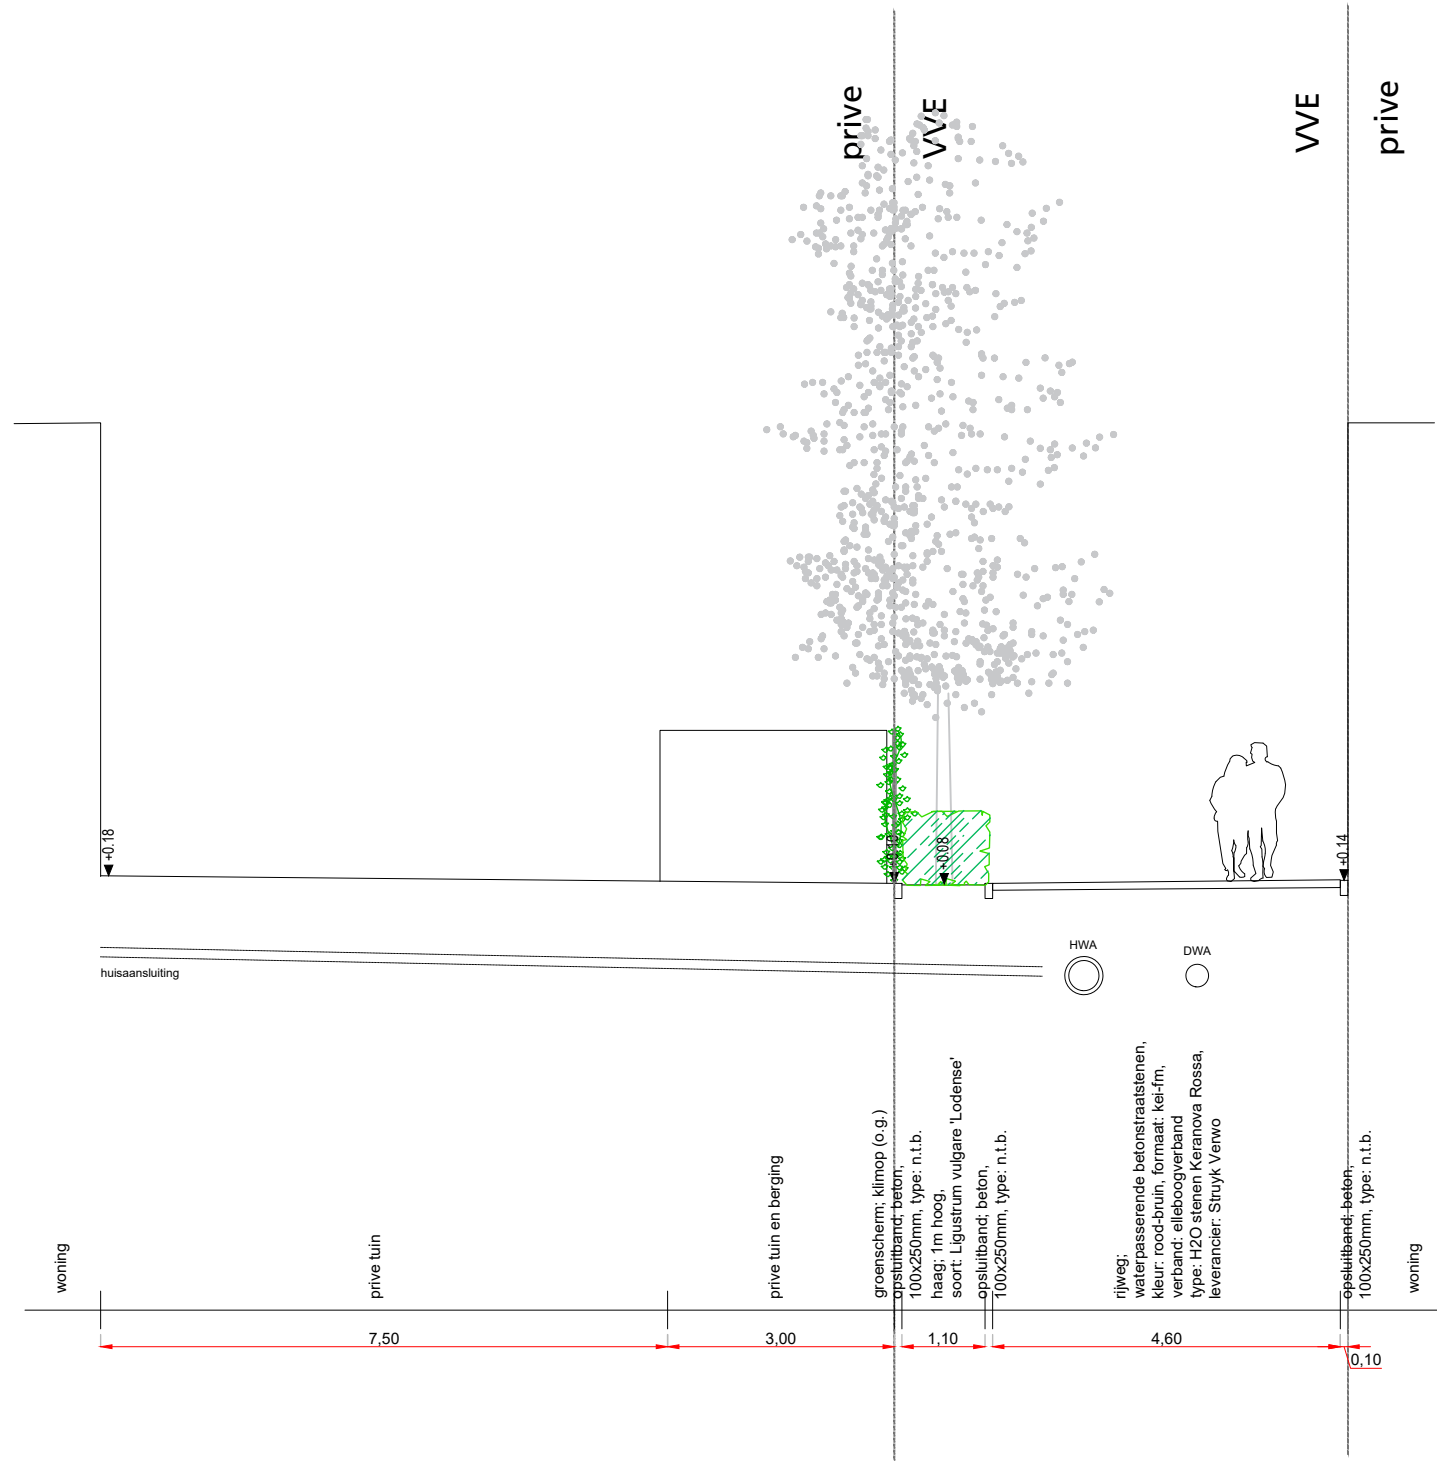 prive
VVE
VVE
prive
+0.18
+0.10
+0.08
+0.14
huisaansluiting
HWA
DWA
woning
prive tuin
prive tuin en berging
groenscherm; klimop (o.g.)
opsluitband; beton,
100x250mm, type: n.t.b.
haag; 1m hoog,
soort: Ligustrum vulgare 'Lodense'
opsluitband; beton,
100x250mm, type: n.t.b.
rijweg;
waterpasserende betonstraatstenen,
kleur: rood-bruin, formaat: kei-fm,
verband: elleboogverband
type: H2O stenen Keranova Rossa,
leverancier: Struyk Verwo
opsluitband; beton,
100x250mm, type: n.t.b.
woning
7,50
3,00
1,10
4,60
0,10